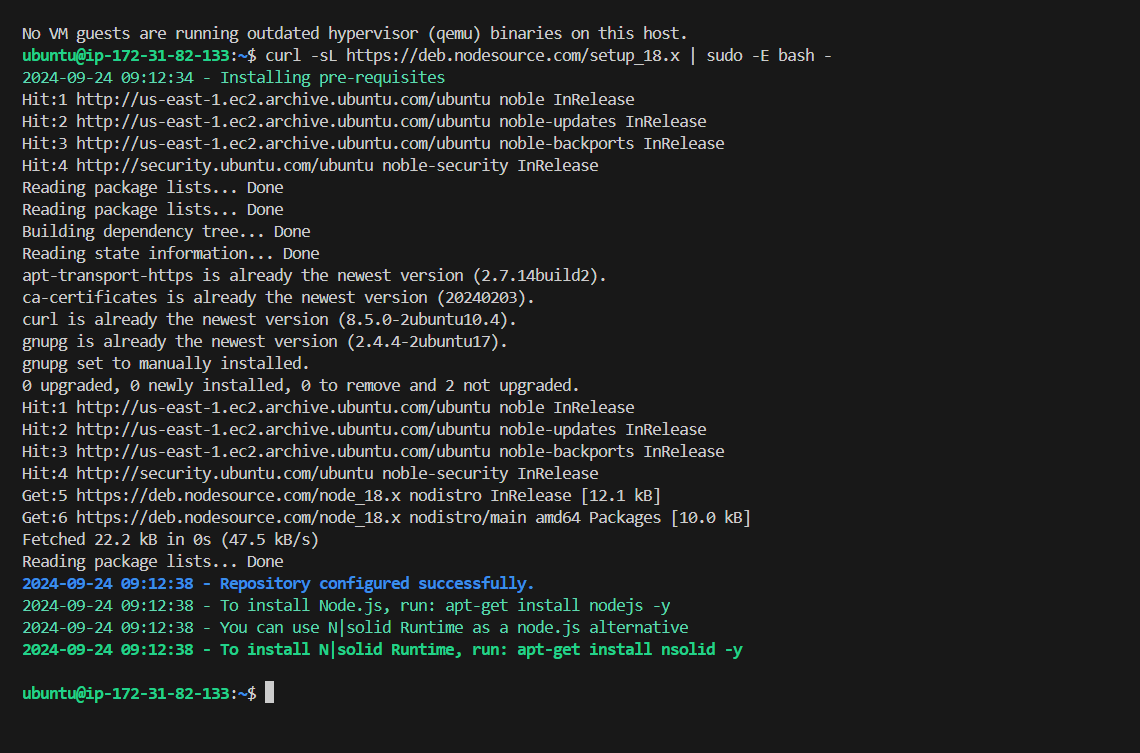 No VM guests are running outdated hypervisor (qemu) binaries on this host.
ubuntu@ip-172-31-82-133:~$ curl -sL https://deb.nodesource.com/setup_18.x | sudo -E bash -
2024-09-24 09:12:34 - Installing pre-requisites
Hit:1 http://us-east-1.ec2.archive.ubuntu.com/ubuntu noble InRelease
Hit:2 http://us-east-1.ec2.archive.ubuntu.com/ubuntu noble-updates InRelease
Hit:3 http://us-east-1.ec2.archive.ubuntu.com/ubuntu noble-backports InRelease
Hit:4 http://security.ubuntu.com/ubuntu noble-security InRelease
Reading package lists... Done
Reading package lists... Done
Building dependency tree... Done
Reading state information... Done
apt-transport-https is already the newest version (2.7.14build2).
ca-certificates is already the newest version (20240203).
curl is already the newest version (8.5.0-2ubuntu10.4).
gnupg is already the newest version (2.4.4-2ubuntu17).
gnupg set to manually installed.
0 upgraded, 0 newly installed, 0 to remove and 2 not upgraded.
Hit:1 http://us-east-1.ec2.archive.ubuntu.com/ubuntu noble InRelease
Hit:2 http://us-east-1.ec2.archive.ubuntu.com/ubuntu noble-updates InRelease
Hit:3 http://us-east-1.ec2.archive.ubuntu.com/ubuntu noble-backports InRelease
Hit:4 http://security.ubuntu.com/ubuntu noble-security InRelease
Get:5 https://deb.nodesource.com/node_18.x nodistro InRelease [12.1 kB]
Get:6 https://deb.nodesource.com/node_18.x nodistro/main amd64 Packages [10.0 kB]
Fetched 22.2 kB in 0s (47.5 kB/s)
Reading package lists... Done
2024-09-24 09:12:38 - Repository configured successfully.
2024-09-24 09:12:38 - To install Node.js, run: apt-get install nodejs -y
2024-09-24 09:12:38 - You can use N|solid Runtime as a node.js alternative
2024-09-24 09:12:38 - To install N|solid Runtime, run: apt-get install nsolid -y
ubuntu@ip-172-31-82-133:~$